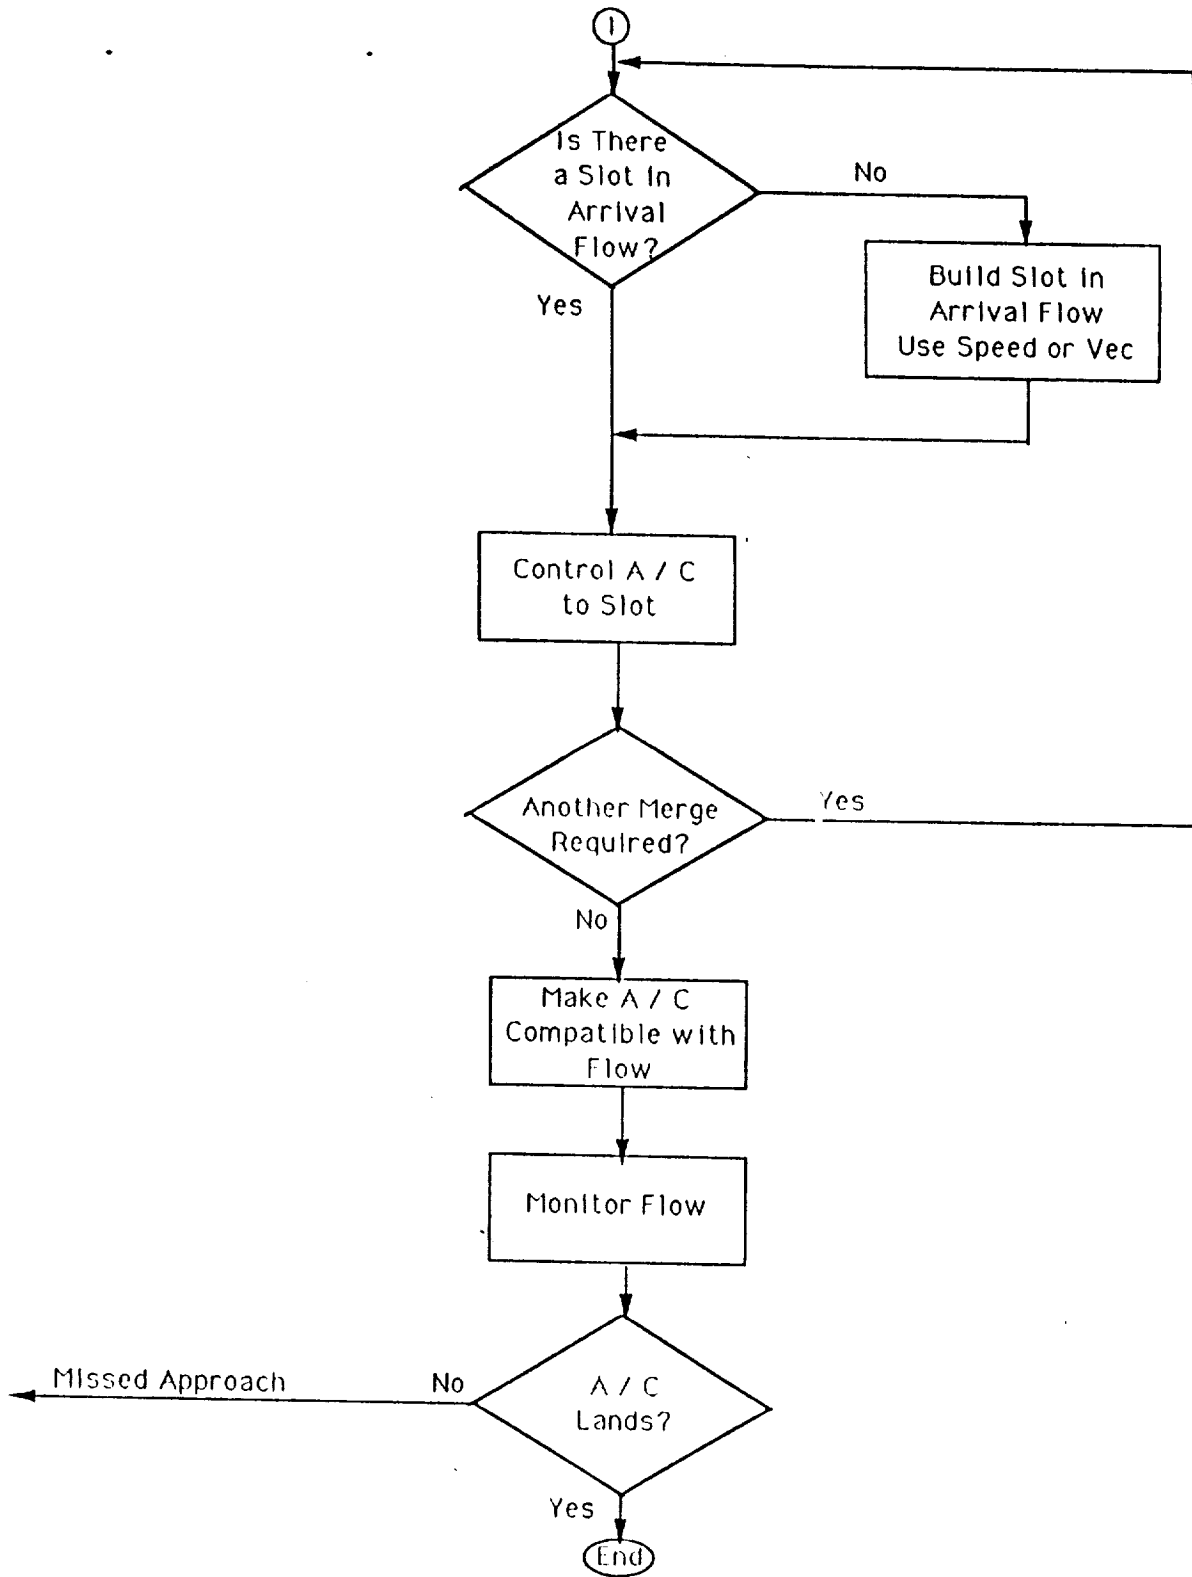 1
Is There
a Slot in
Arrival
Flow?
No
Yes
Build Slot in
Arrival Flow
Use Speed or Vec
Control A / C
to Slot
Another Merge
Required?
Yes
No
Make A / C
Compatible with
Flow
Monitor Flow
Missed Approach
No
A / C
Lands?
Yes
End